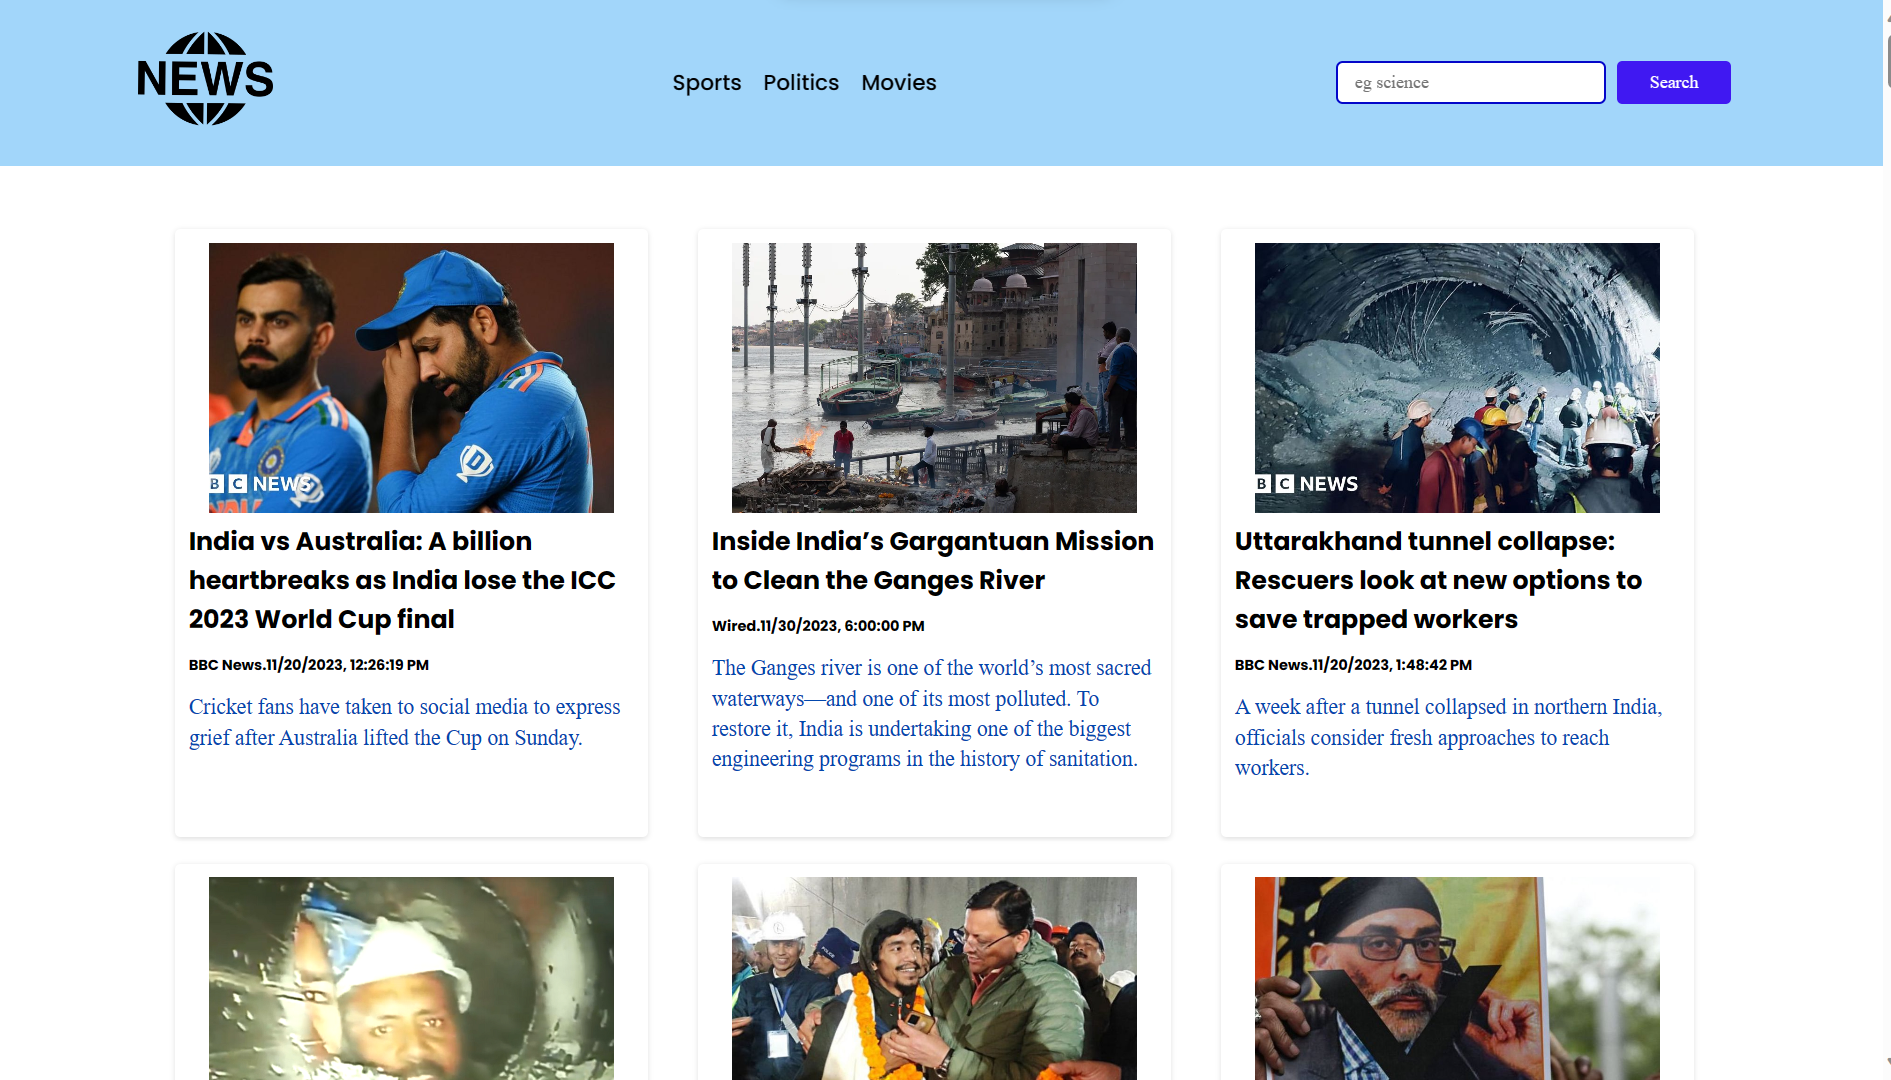 NEWS
Sports Politics Movies
eg science
Search
BBC NEWS
India vs Australia: A billion
heartbreaks as India lose the ICC
2023 World Cup final
BBC News.11/20/2023, 12:26:19 PM
Cricket fans have taken to social media to express
grief after Australia lifted the Cup on Sunday.
Inside India’s Gargantuan Mission
to Clean the Ganges River
Wired.11/30/2023, 6:00:00 PM
The Ganges river is one of the world’s most sacred
waterways—and one of its most polluted. To
restore it, India is undertaking one of the biggest
engineering programs in the history of sanitation.
BBC NEWS
Uttarakhand tunnel collapse:
Rescuers look at new options to
save trapped workers
BBC News.11/20/2023, 1:48:42 PM
A week after a tunnel collapsed in northern India,
officials consider fresh approaches to reach
workers.